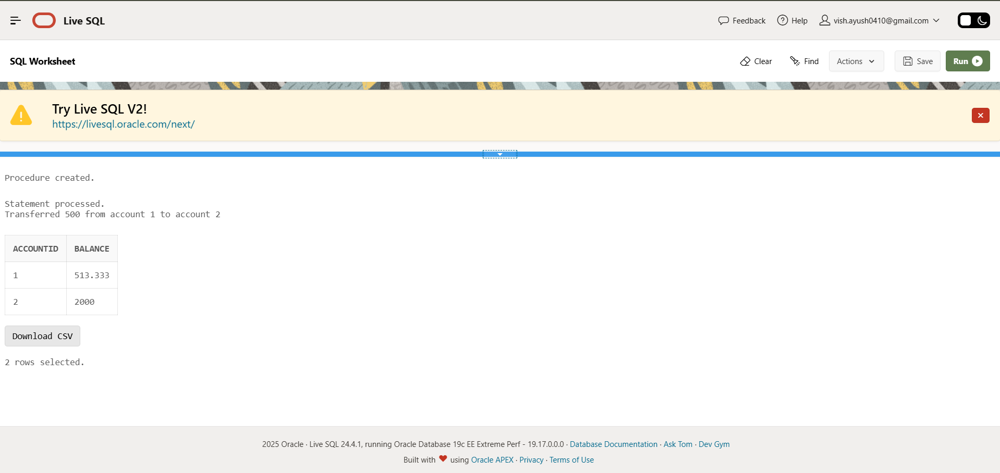 Live SQL
Feedback
Help
vish.ayush0410@gmail.com
SQL Worksheet
Clear
Find
Actions
Save
Run
Try Live SQL V2!
https://livesql.oracle.com/next/
Procedure created.
Statement processed.
Transferred 500 from account 1 to account 2
ACCOUNTID BALANCE
1 513.333
2 2000
Download CSV
2 rows selected.
2025 Oracle · Live SQL 24.4.1, running Oracle Database 19c EE Extreme Perf - 19.17.0.0.0 · Database Documentation · Ask Tom · Dev Gym
Built with ❤ using Oracle APEX · Privacy · Terms of Use